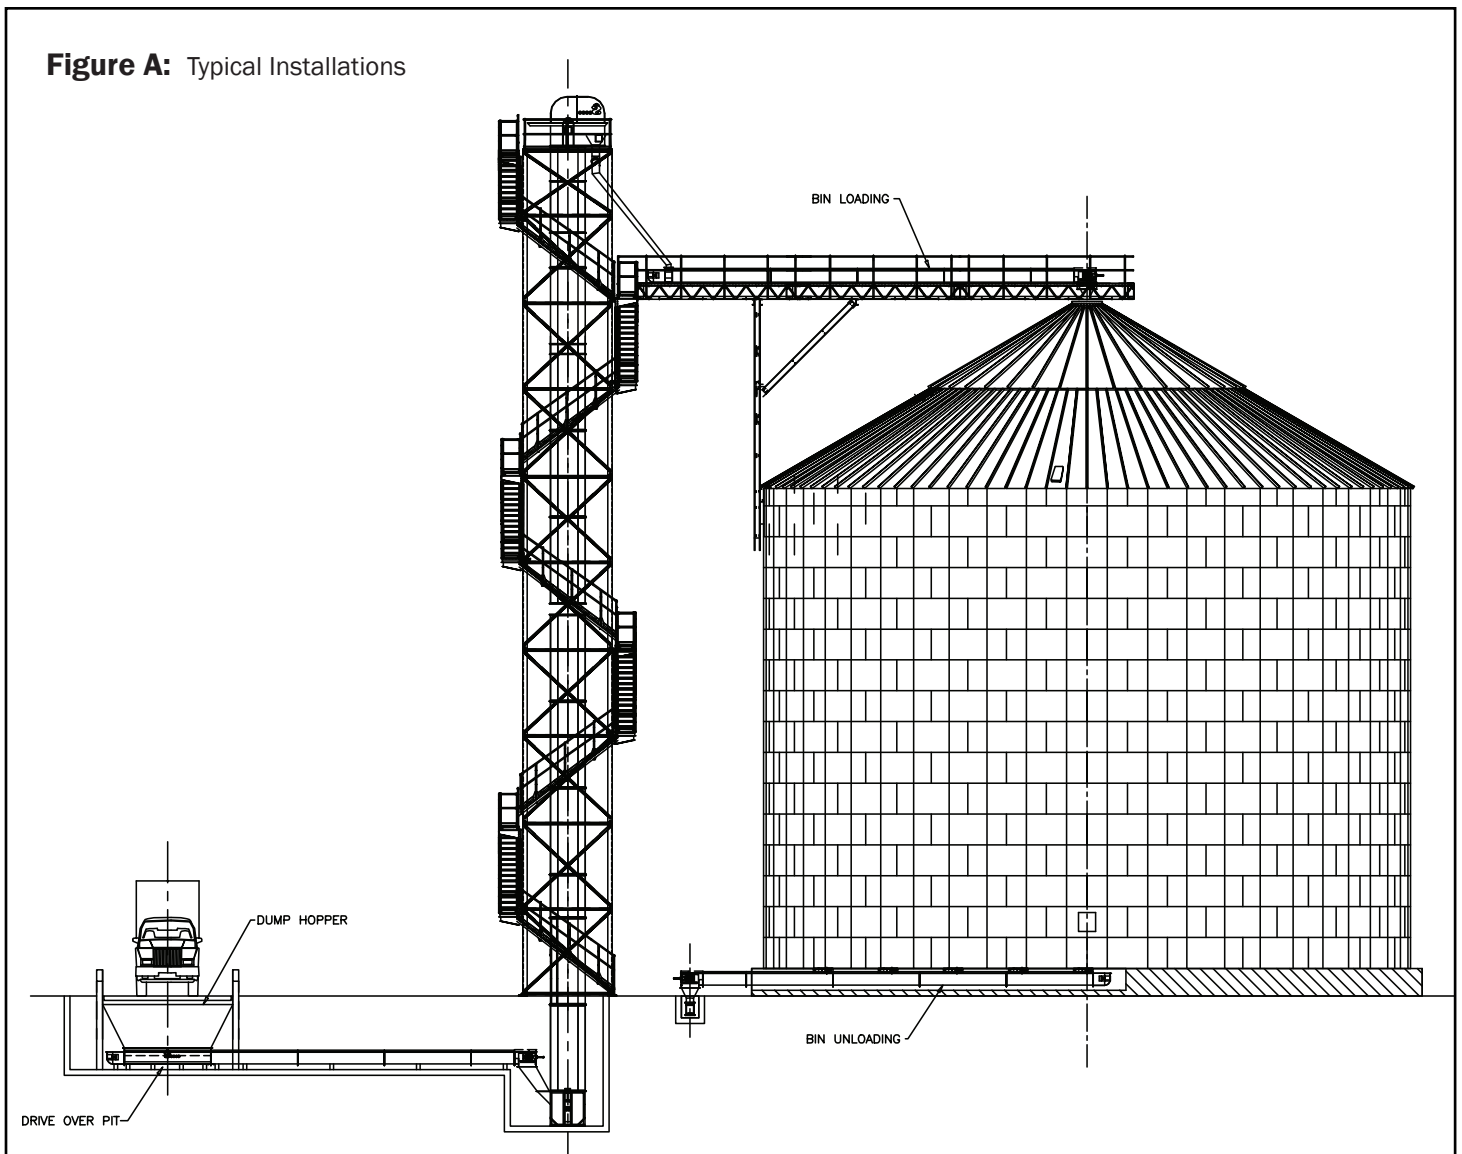 Figure A: Typical Installations
BIN LOADING
DUMP HOPPER
BIN UNLOADING
DRIVE OVER PIT